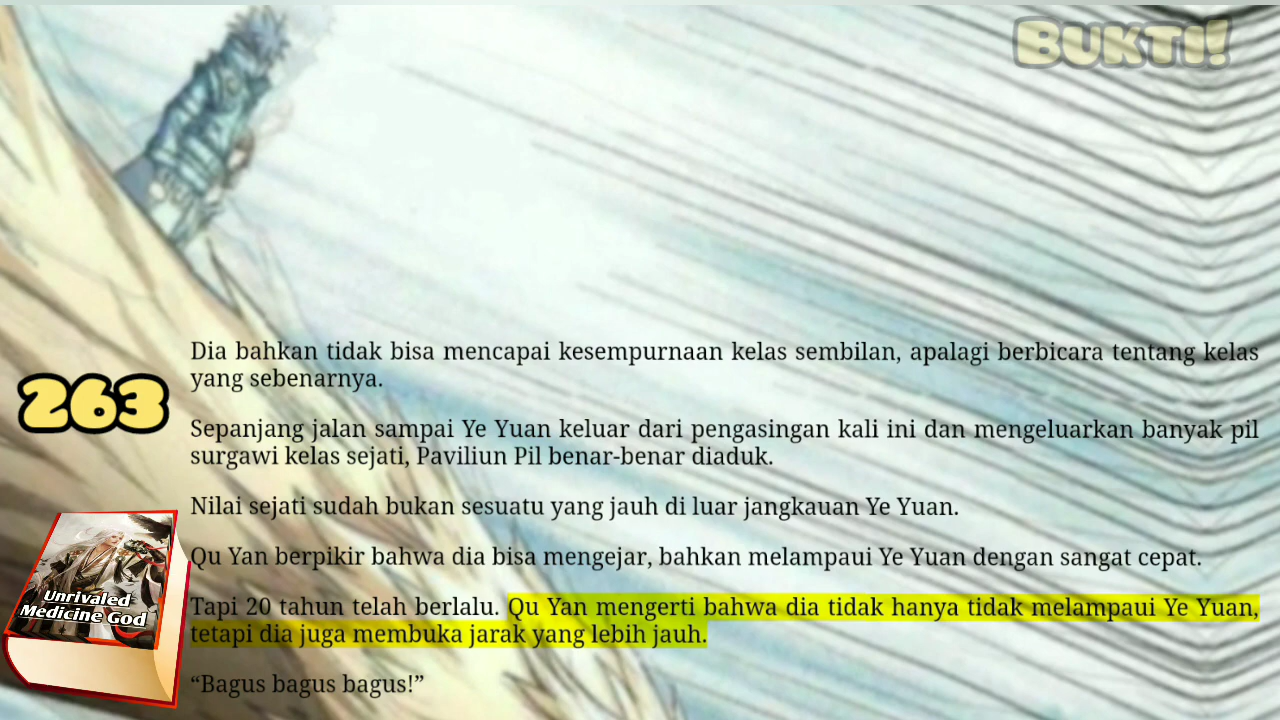 BUKTI!
Dia bahkan tidak bisa mencapai kesempurnaan kelas sembilan, apalagi berbicara tentang kelas
yang sebenarnya.
263
Sepanjang jalan sampai Ye Yuan keluar dari pengasingan kali ini dan mengeluarkan banyak pil
surgawi kelas sejati, Paviliun Pil benar-benar diaduk.
Nilai sejati sudah bukan sesuatu yang jauh di luar jangkauan Ye Yuan.
Qu Yan berpikir bahwa dia bisa mengejar, bahkan melampaui Ye Yuan dengan sangat cepat.
Unrivaled
Medicine God
Tapi 20 tahun telah berlalu. Qu Yan mengerti bahwa dia tidak hanya tidak melampaui Ye Yuan,
tetapi dia juga membuka jarak yang lebih jauh.
“Bagus bagus bagus!”